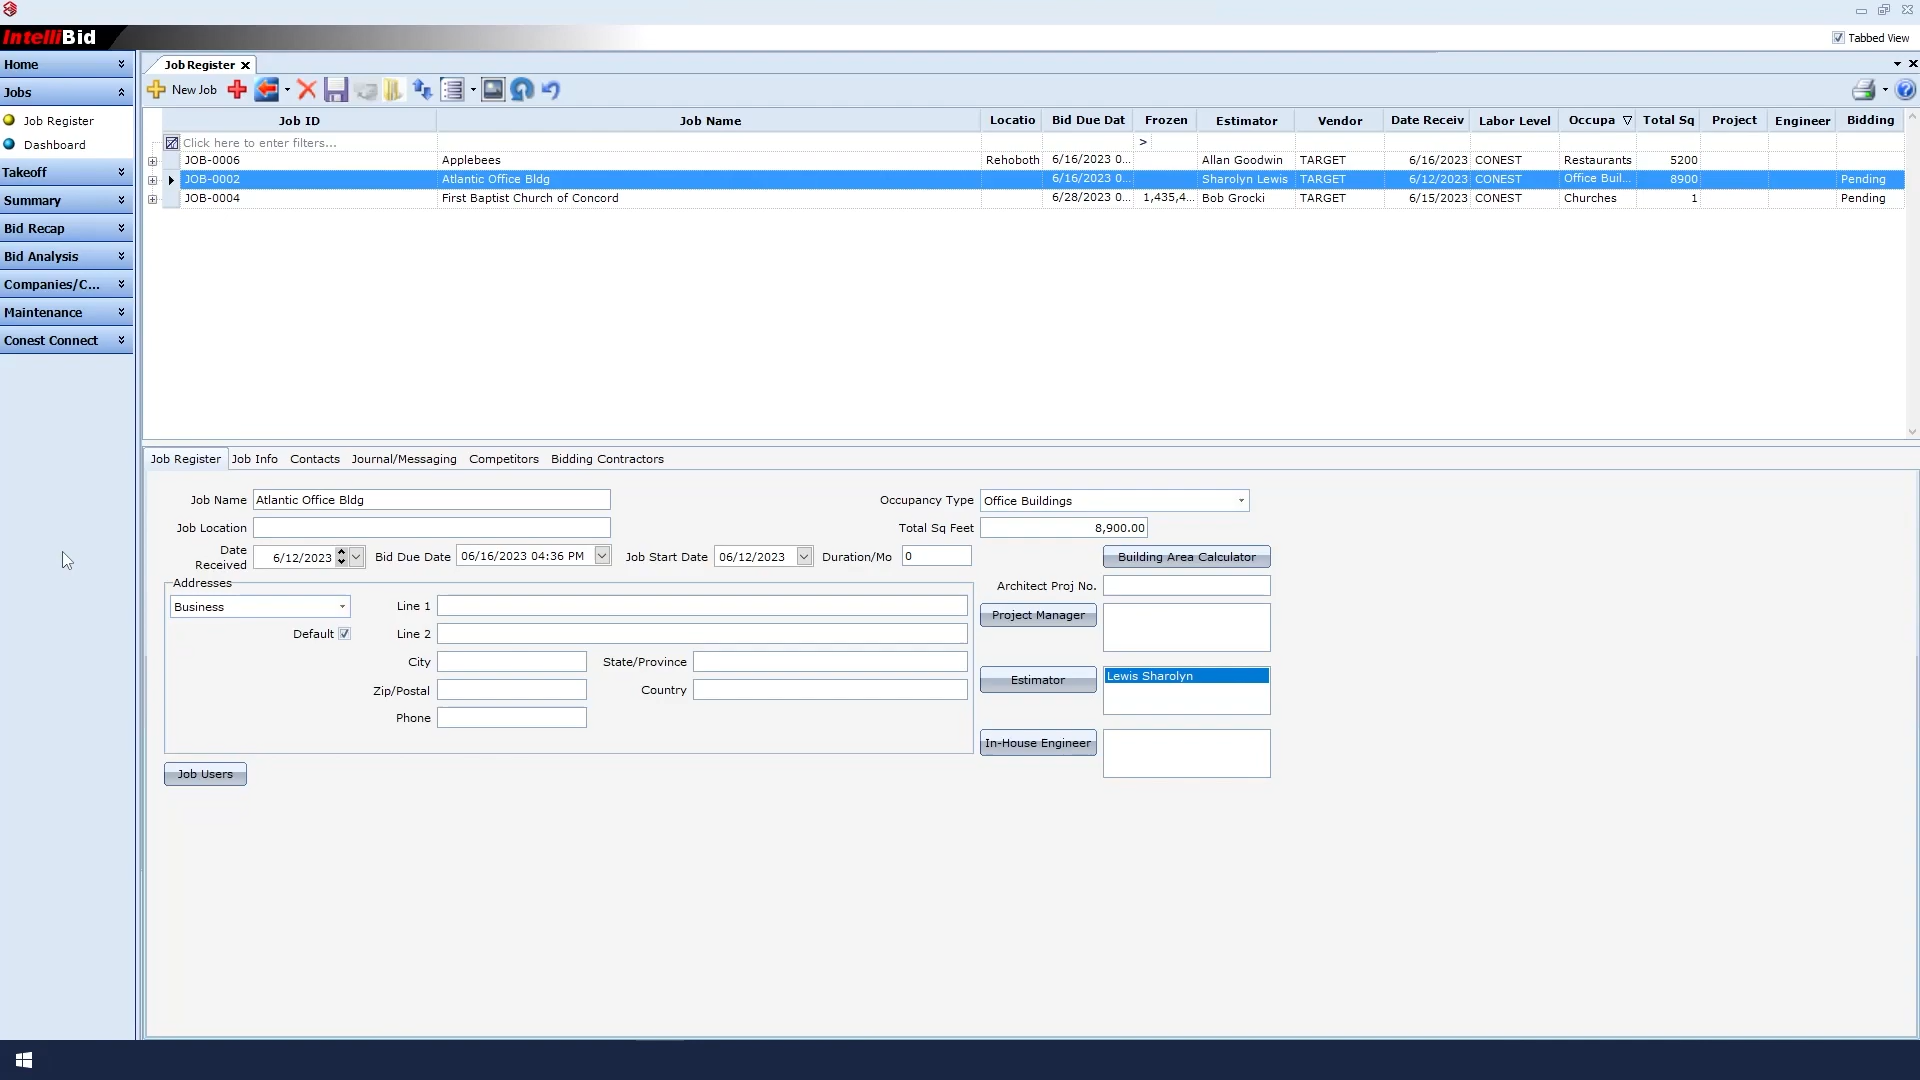 IntelliBid
Tabbed View
Home
Jobs
Job Register
Dashboard
Takeoff
Summary
Bid Recap
Bid Analysis
Companies/C...
Maintenance
Conest Connect
Job Register
New Job
Job ID Job Name Locatio Bid Due Dat Frozen Estimator Vendor Date Receiv Labor Level Occupa Total Sq Project Engineer Bidding
Click here to enter filters... >
JOB-0006 Applebees Rehoboth 6/16/2023 0... Allan Goodwin TARGET 6/16/2023 CONEST Restaurants 5200
JOB-0002 Atlantic Office Bldg 6/16/2023 0... Sharolyn Lewis TARGET 6/12/2023 CONEST Office Buil... 8900 Pending
JOB-0004 First Baptist Church of Concord 6/28/2023 0... 1,435,4... Bob Grocki TARGET 6/15/2023 CONEST Churches 1 Pending
Job Register Job Info Contacts Journal/Messaging Competitors Bidding Contractors
Job Name Atlantic Office Bldg Occupancy Type Office Buildings
Job Location Total Sq Feet 8,900.00
Date Received 6/12/2023 Bid Due Date 06/16/2023 04:36 PM Job Start Date 06/12/2023 Duration/Mo 0 Building Area Calculator
Addresses Architect Proj No.
Business Line 1 Project Manager
Default Line 2
City State/Province
Zip/Postal Country Estimator Lewis Sharolyn
Phone
In-House Engineer
Job Users